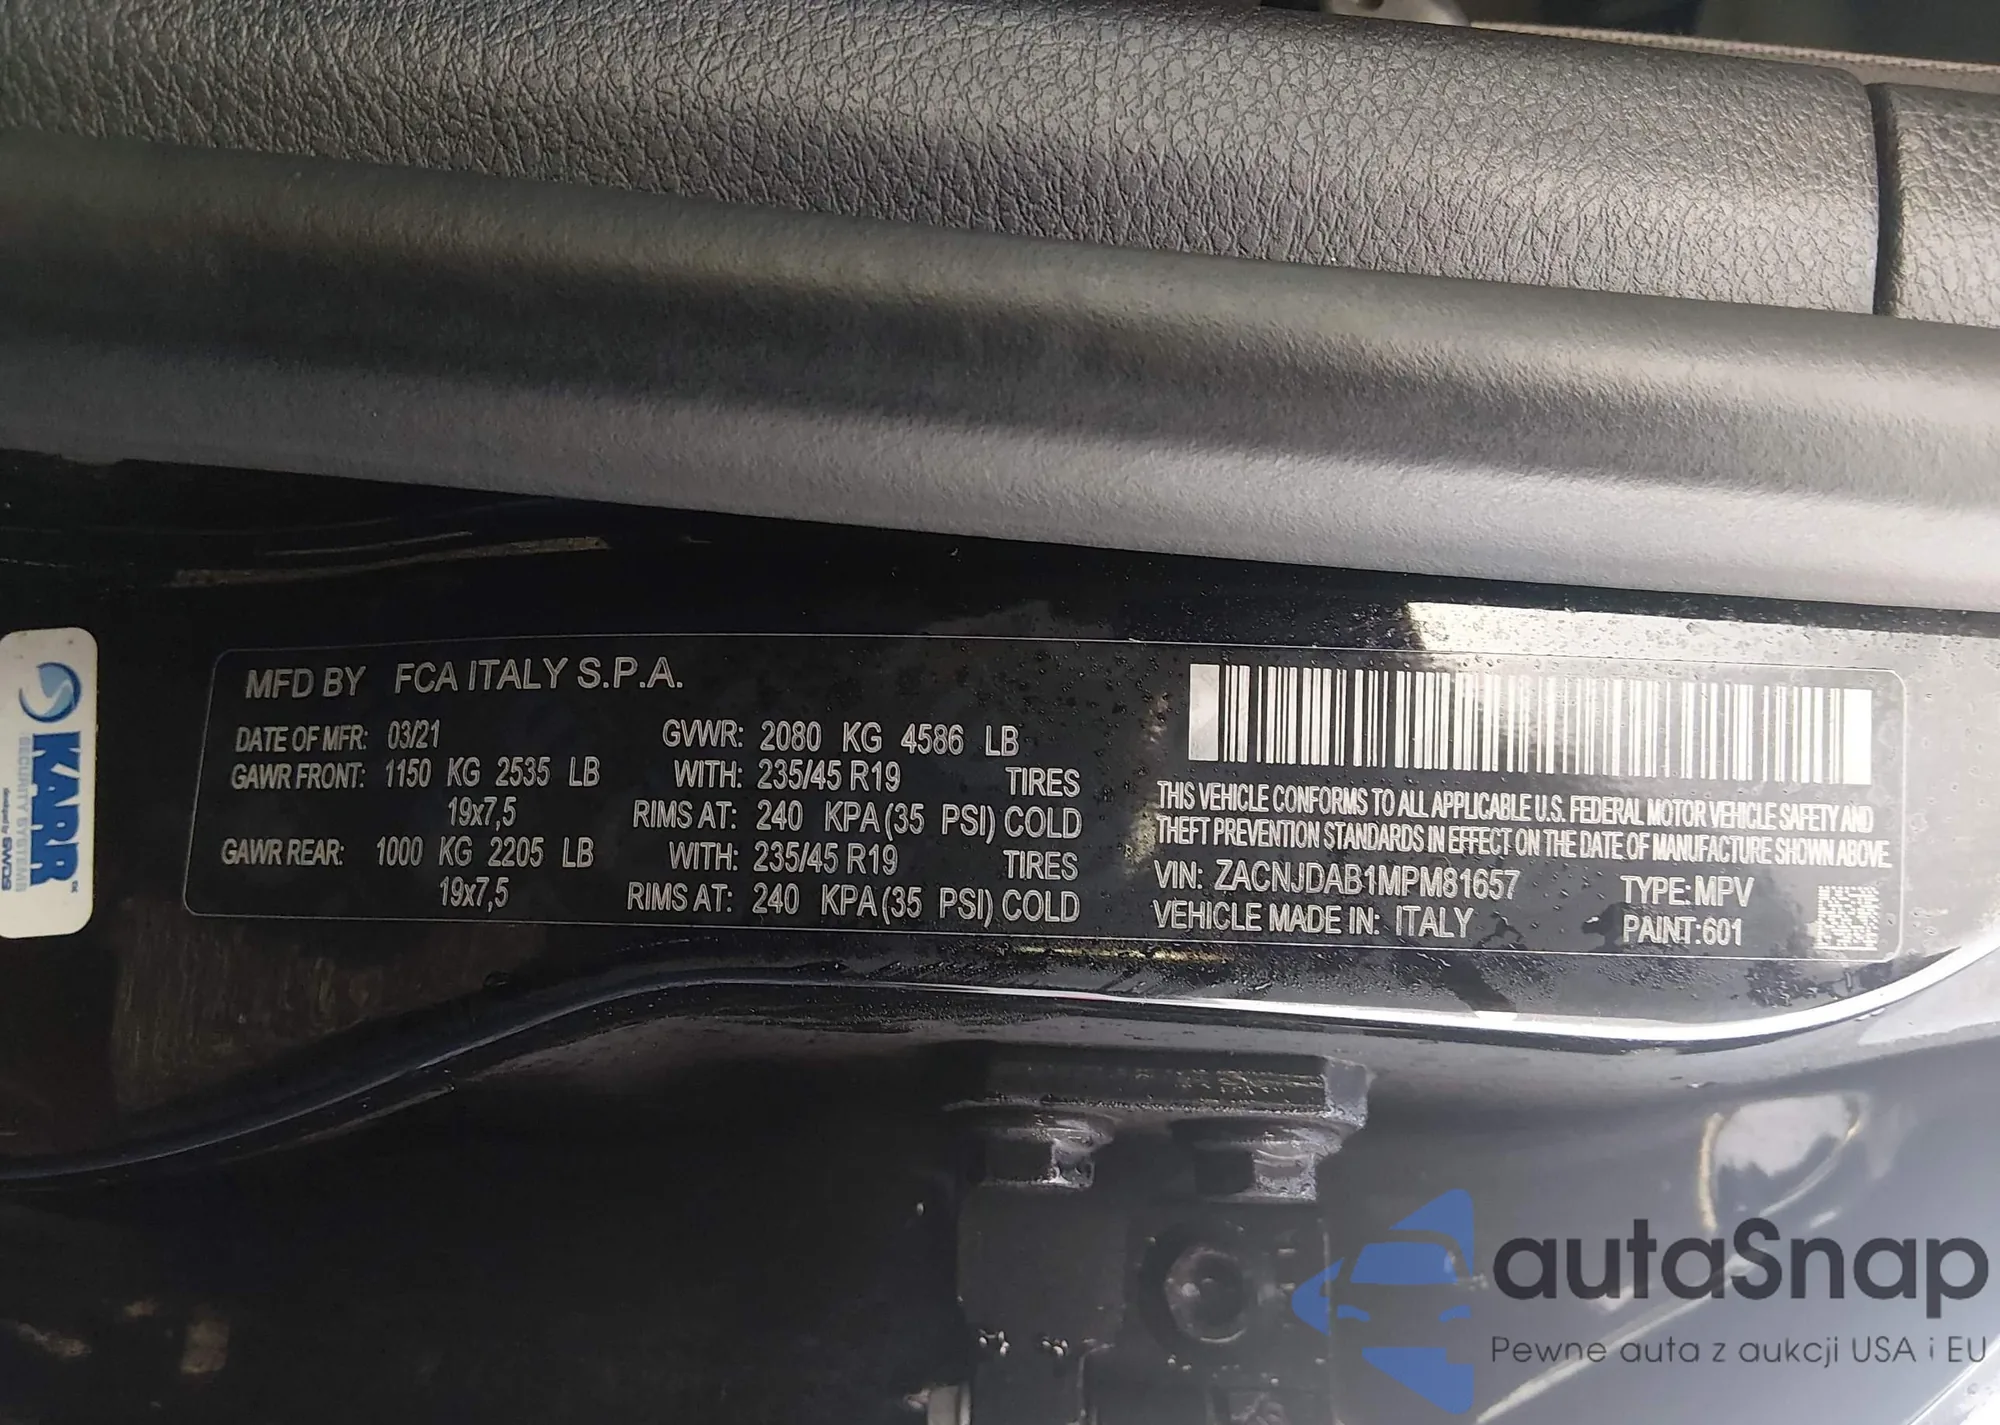 MFD BY FCA ITALY S.P.A.
DATE OF MFR: 03/21 GVWR: 2080 KG 4586 LB
GAWR FRONT: 1150 KG 2535 LB WITH: 235/45 R19 TIRES
19x7,5 RIMS AT: 240 KPA (35 PSI) COLD
GAWR REAR: 1000 KG 2205 LB WITH: 235/45 R19 TIRES
19x7,5 RIMS AT: 240 KPA (35 PSI) COLD
THIS VEHICLE CONFORMS TO ALL APPLICABLE U.S. FEDERAL MOTOR VEHICLE SAFETY AND
THEFT PREVENTION STANDARDS IN EFFECT ON THE DATE OF MANUFACTURE SHOWN ABOVE.
VIN: ZACNJDAB1MPM81657 TYPE: MPV
VEHICLE MADE IN: ITALY PAINT: 601
KARR
SECURITY SYSTEMS
autaSnap
Pewne auta z aukcji USA i EU